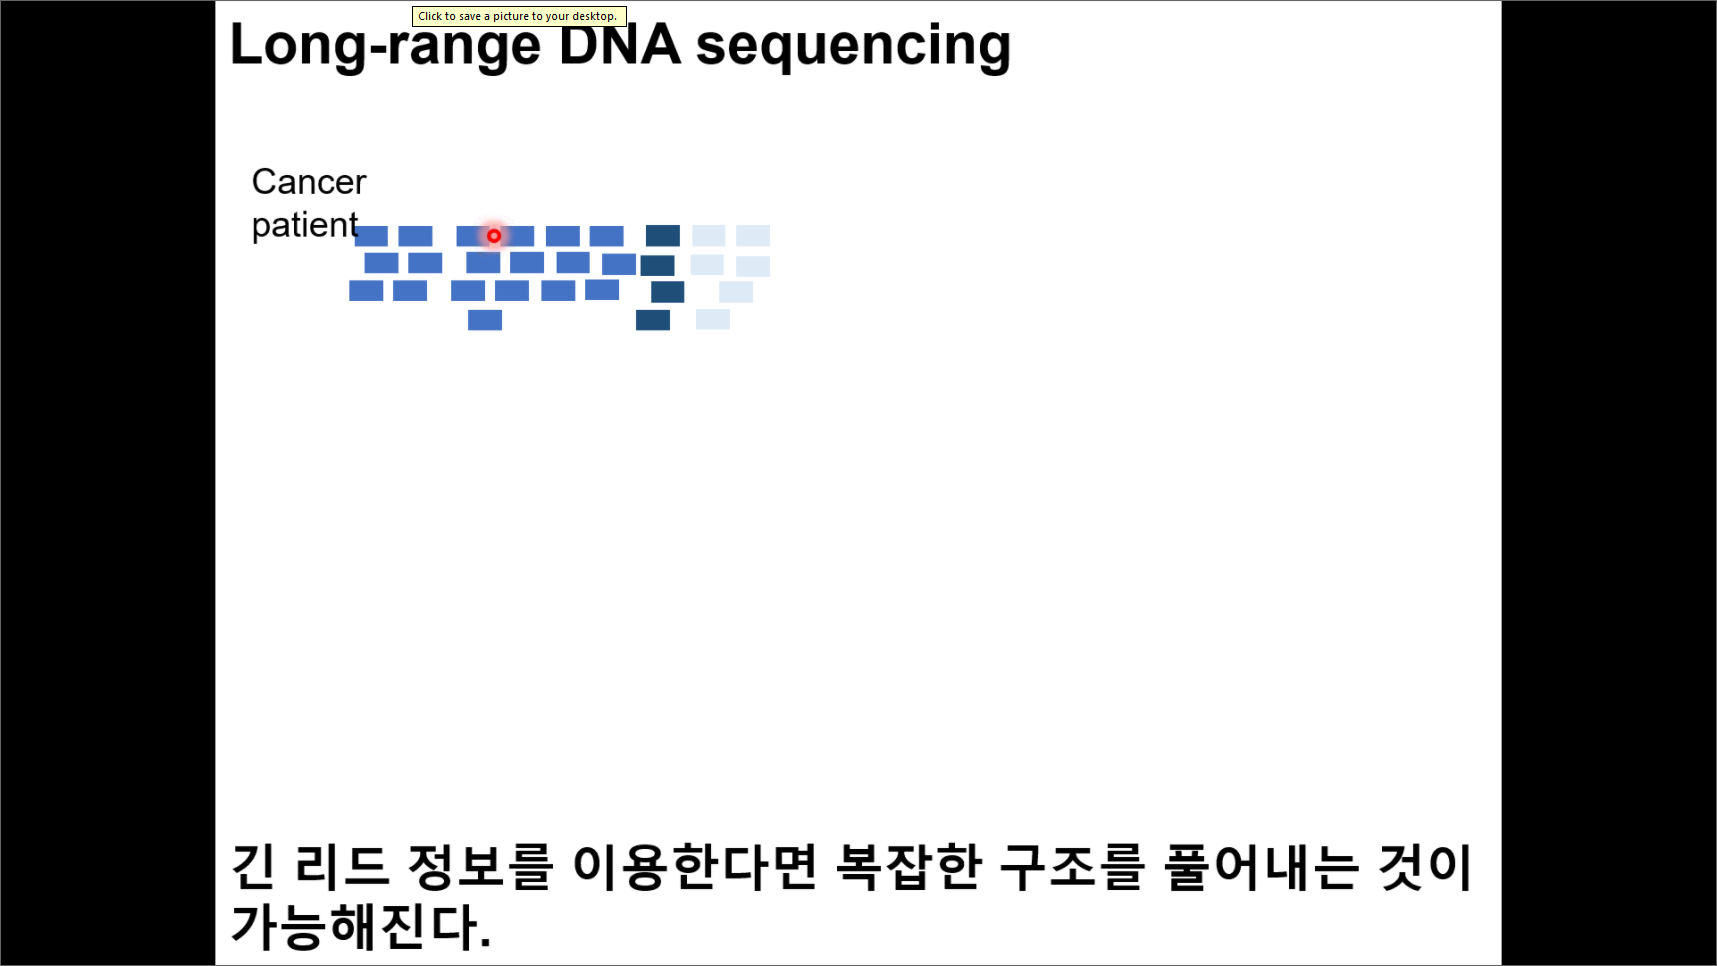 Click to save a picture to your desktop.
Long-range DNA sequencing
Cancer
patient
긴 리드 정보를 이용한다면 복잡한 구조를 풀어내는 것이
가능해진다.